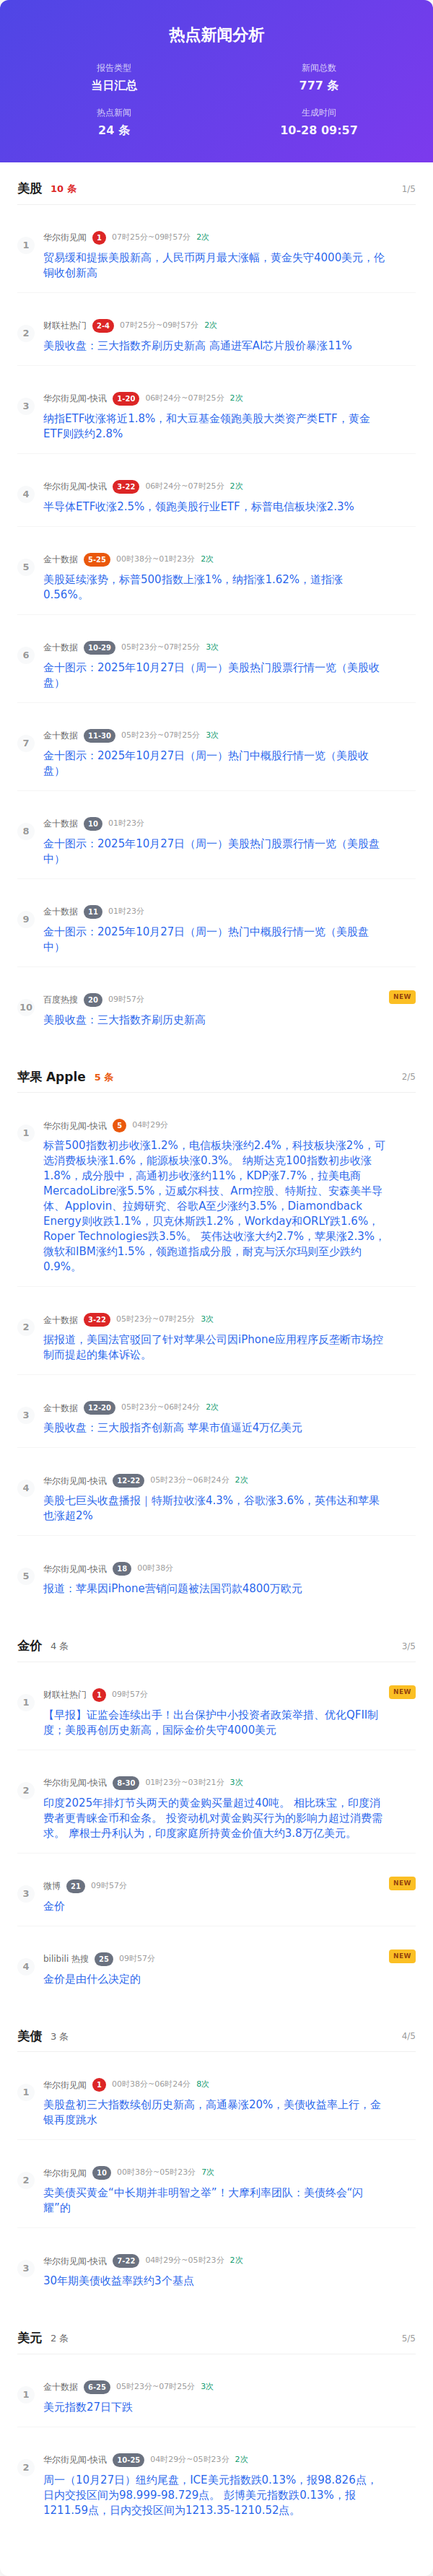 热点新闻分析
报告类型
当日汇总
新闻总数
777 条
热点新闻
24 条
生成时间
10-28 09:57
美股 10 条 1/5
1
华尔街见闻 1 07时25分~09时57分 2次
贸易缓和提振美股新高，人民币两月最大涨幅，黄金失守4000美元，伦
铜收创新高
2
财联社热门 2-4 07时25分~09时57分 2次
美股收盘：三大指数齐刷历史新高 高通进军AI芯片股价暴涨11%
3
华尔街见闻-快讯 1-20 06时24分~07时25分 2次
纳指ETF收涨将近1.8%，和大豆基金领跑美股大类资产类ETF，黄金
ETF则跌约2.8%
4
华尔街见闻-快讯 3-22 06时24分~07时25分 2次
半导体ETF收涨2.5%，领跑美股行业ETF，标普电信板块涨2.3%
5
金十数据 5-25 00时38分~01时23分 2次
美股延续涨势，标普500指数上涨1%，纳指涨1.62%，道指涨
0.56%。
6
金十数据 10-29 05时23分~07时25分 3次
金十图示：2025年10月27日（周一）美股热门股票行情一览（美股收
盘）
7
金十数据 11-30 05时23分~07时25分 3次
金十图示：2025年10月27日（周一）热门中概股行情一览（美股收
盘）
8
金十数据 10 01时23分
金十图示：2025年10月27日（周一）美股热门股票行情一览（美股盘
中）
9
金十数据 11 01时23分
金十图示：2025年10月27日（周一）热门中概股行情一览（美股盘
中）
10
百度热搜 20 09时57分 NEW
美股收盘：三大指数齐刷历史新高
苹果 Apple 5 条 2/5
1
华尔街见闻-快讯 5 04时29分
标普500指数初步收涨1.2%，电信板块涨约2.4%，科技板块涨2%，可
选消费板块涨1.6%，能源板块涨0.3%。 纳斯达克100指数初步收涨
1.8%，成分股中，高通初步收涨约11%，KDP涨7.7%，拉美电商
MercadoLibre涨5.5%，迈威尔科技、Arm控股、特斯拉、安森美半导
体、Applovin、拉姆研究、谷歌A至少涨约3.5%，Diamondback
Energy则收跌1.1%，贝克休斯跌1.2%，Workday和ORLY跌1.6%，
Roper Technologies跌3.5%。 英伟达收涨大约2.7%，苹果涨2.3%，
微软和IBM涨约1.5%，领跑道指成分股，耐克与沃尔玛则至少跌约
0.9%。
2
金十数据 3-22 05时23分~07时25分 3次
据报道，美国法官驳回了针对苹果公司因iPhone应用程序反垄断市场控
制而提起的集体诉讼。
3
金十数据 12-20 05时23分~06时24分 2次
美股收盘：三大股指齐创新高 苹果市值逼近4万亿美元
4
华尔街见闻-快讯 12-22 05时23分~06时24分 2次
美股七巨头收盘播报｜特斯拉收涨4.3%，谷歌涨3.6%，英伟达和苹果
也涨超2%
5
华尔街见闻-快讯 18 00时38分
报道：苹果因iPhone营销问题被法国罚款4800万欧元
金价 4 条 3/5
1
财联社热门 1 09时57分 NEW
【早报】证监会连续出手！出台保护中小投资者政策举措、优化QFII制
度；美股再创历史新高，国际金价失守4000美元
2
华尔街见闻-快讯 8-30 01时23分~03时21分 3次
印度2025年排灯节头两天的黄金购买量超过40吨。 相比珠宝，印度消
费者更青睐金币和金条。 投资动机对黄金购买行为的影响力超过消费需
求。 摩根士丹利认为，印度家庭所持黄金价值大约3.8万亿美元。
3
微博 21 09时57分 NEW
金价
4
bilibili 热搜 25 09时57分 NEW
金价是由什么决定的
美债 3 条 4/5
1
华尔街见闻 1 00时38分~06时24分 8次
美股盘初三大指数续创历史新高，高通暴涨20%，美债收益率上行，金
银再度跳水
2
华尔街见闻 10 00时38分~05时23分 7次
卖美债买黄金“中长期并非明智之举”！大摩利率团队：美债终会“闪
耀”的
3
华尔街见闻-快讯 7-22 04时29分~05时23分 2次
30年期美债收益率跌约3个基点
美元 2 条 5/5
1
金十数据 6-25 05时23分~07时25分 3次
美元指数27日下跌
2
华尔街见闻-快讯 10-25 04时29分~05时23分 2次
周一（10月27日）纽约尾盘，ICE美元指数跌0.13%，报98.826点，
日内交投区间为98.999-98.729点。 彭博美元指数跌0.13%，报
1211.59点，日内交投区间为1213.35-1210.52点。